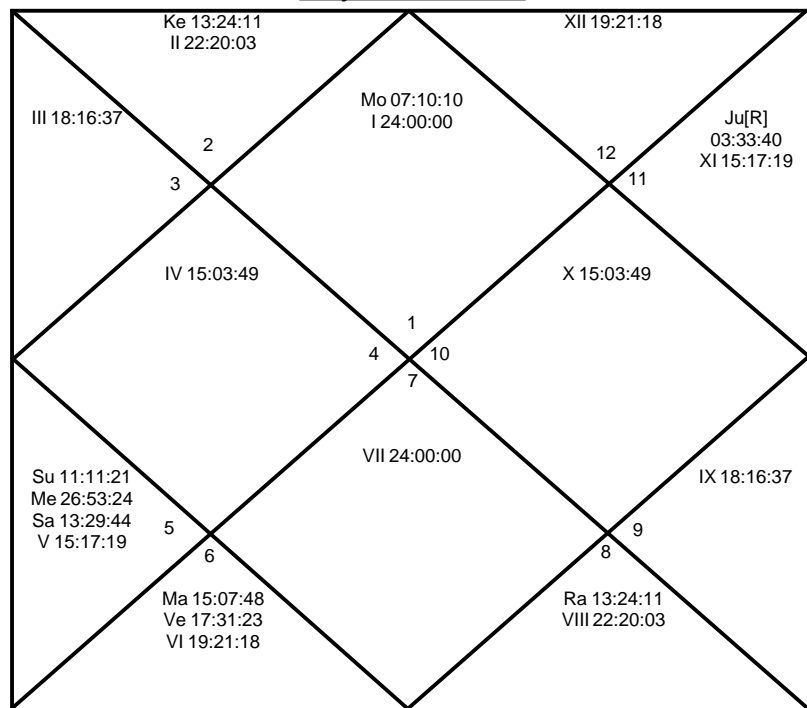 Ke 13:24:11
II 22:20:03
XII 19:21:18
Mo 07:10:10
I 24:00:00
III 18:16:37
Ju[R]
03:33:40
XI 15:17:19
2
12
3
11
IV 15:03:49
X 15:03:49
1
4
10
7
VII 24:00:00
Su 11:11:21
Me 26:53:24
Sa 13:29:44
V 15:17:19
IX 18:16:37
5
9
6
8
Ma 15:07:48
Ve 17:31:23
VI 19:21:18
Ra 13:24:11
VIII 22:20:03